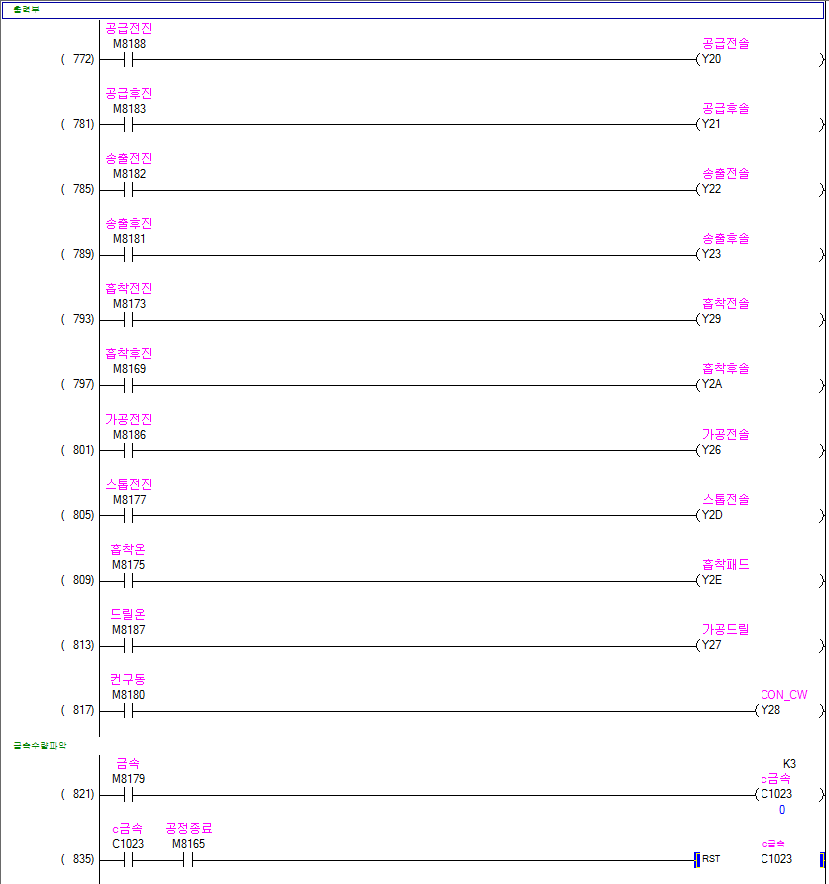 출력부
공급전진
M8188
공급전솔
( 772)
(Y20 )
공급후진
M8183
공급후솔
( 781)
(Y21 )
송출전진
M8182
송출전솔
( 785)
(Y22 )
송출후진
M8181
송출후솔
( 789)
(Y23 )
흡착전진
M8173
흡착전솔
( 793)
(Y29 )
흡착후진
M8169
흡착후솔
( 797)
(Y2A )
가공전진
M8186
가공전솔
( 801)
(Y26 )
스톱전진
M8177
스톱전솔
( 805)
(Y2D )
흡착온
M8175
흡착패드
( 809)
(Y2E )
드릴온
M8187
가공드릴
( 813)
(Y27 )
컨구동
M8180
CON_CW
( 817)
(Y28 )
금속수량파악
K3
금속
M8179
c금속
( 821)
(C1023 )
0
c금속 공정종료
C1023 M8165
c금속
( 835)
RST C1023